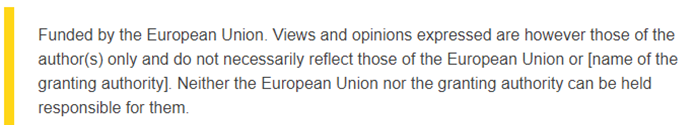 Funded by the European Union. Views and opinions expressed are however those of the
author(s) only and do not necessarily reflect those of the European Union or [name of the
granting authority]. Neither the European Union nor the granting authority can be held
responsible for them.